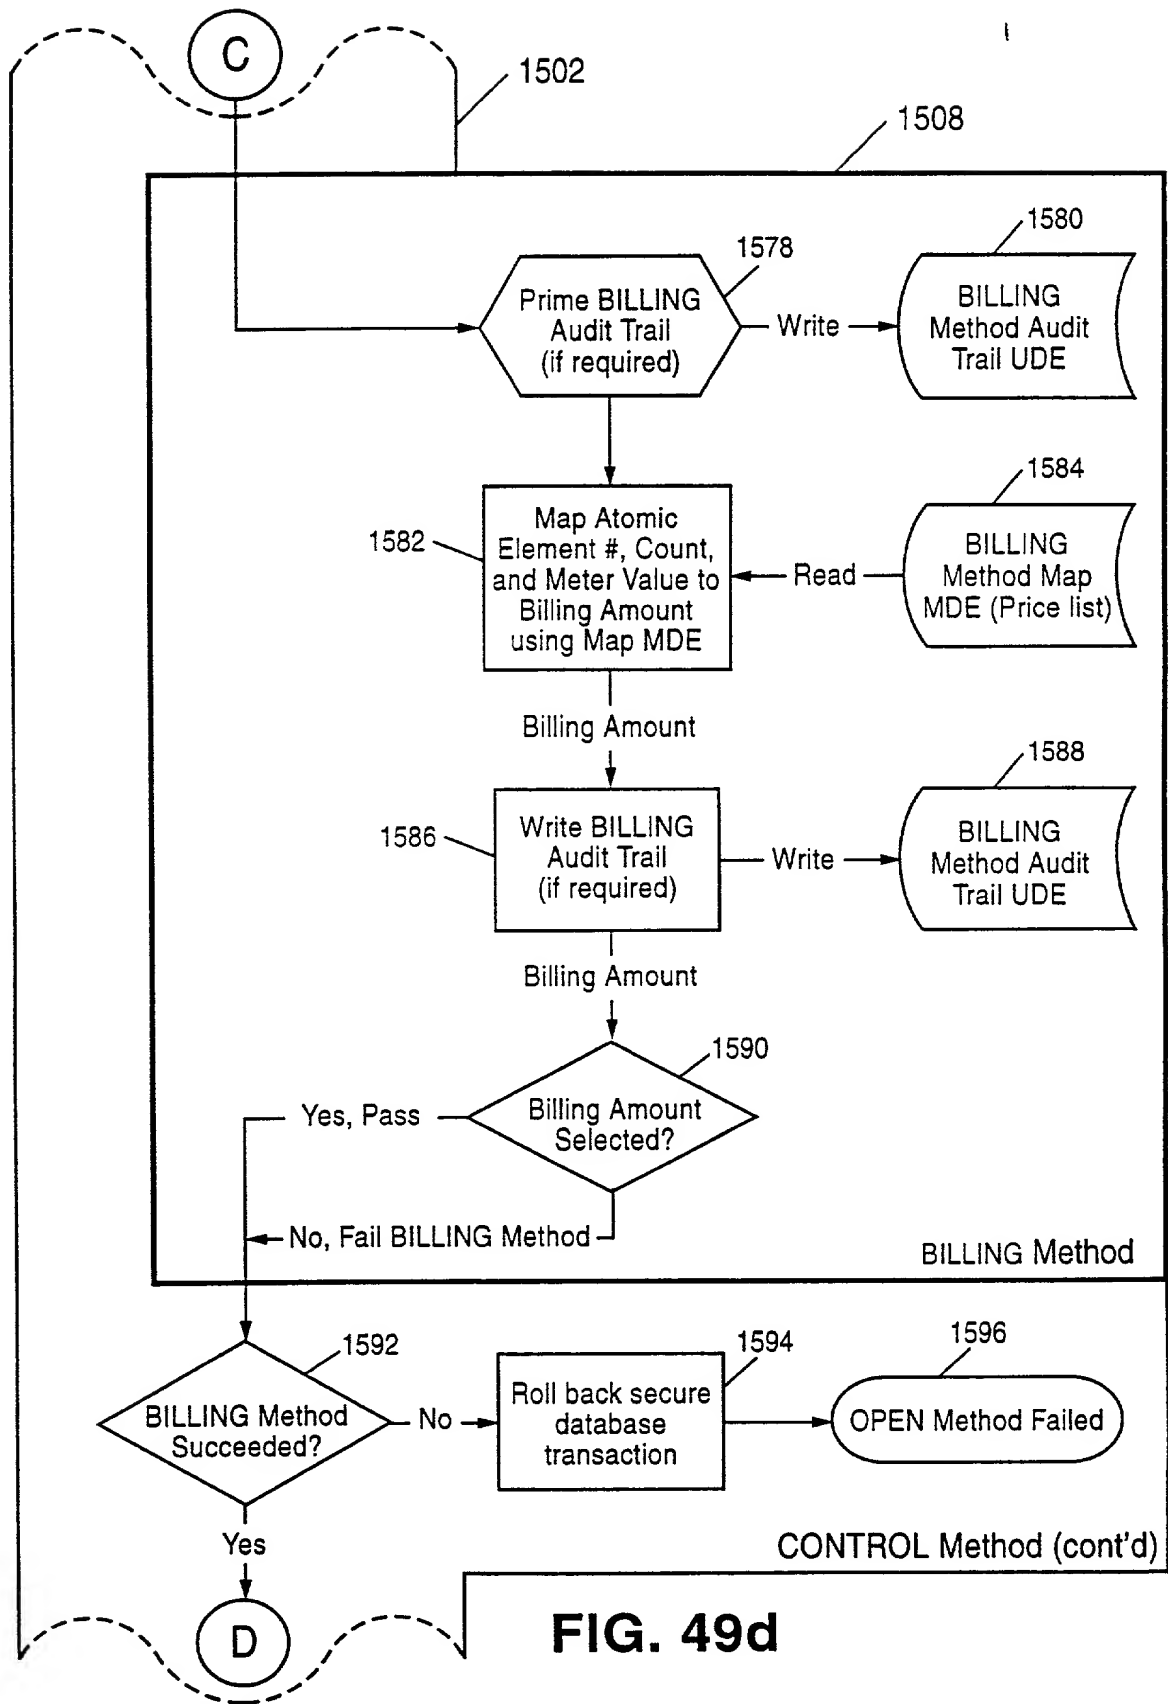 C
1502
1508
1578
Prime BILLING
Audit Trail
(if required)
Write
1580
BILLING
Method Audit
Trail UDE
1582
Map Atomic
Element #, Count,
and Meter Value to
Billing Amount
using Map MDE
Read
1584
BILLING
Method Map
MDE (Price list)
Billing Amount
1586
Write BILLING
Audit Trail
(if required)
Write
1588
BILLING
Method Audit
Trail UDE
Billing Amount
1590
Billing Amount
Selected?
Yes, Pass
No, Fail BILLING Method
BILLING Method
1592
BILLING Method
Succeeded?
No
1594
Roll back secure
database
transaction
1596
OPEN Method Failed
Yes
CONTROL Method (cont'd)
D
FIG. 49d